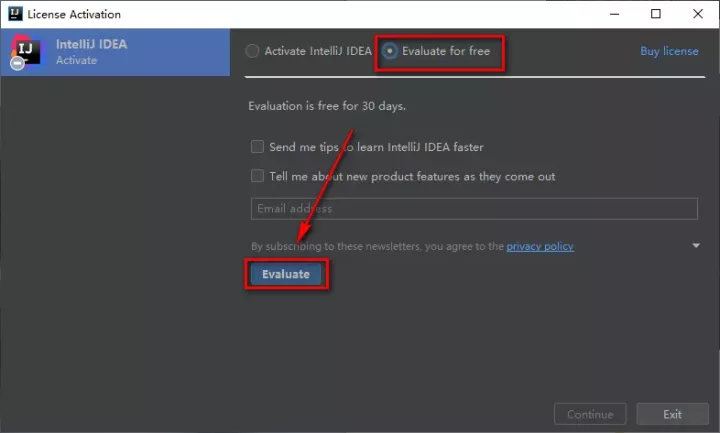 License Activation
IntelliJ IDEA
Activate
Activate IntelliJ IDEA
Evaluate for free
Buy license
Evaluation is free for 30 days.
Send me tips to learn IntelliJ IDEA faster
Tell me about new product features as they come out
Email address
By subscribing to these newsletters, you agree to the privacy policy
Evaluate
Continue
Exit